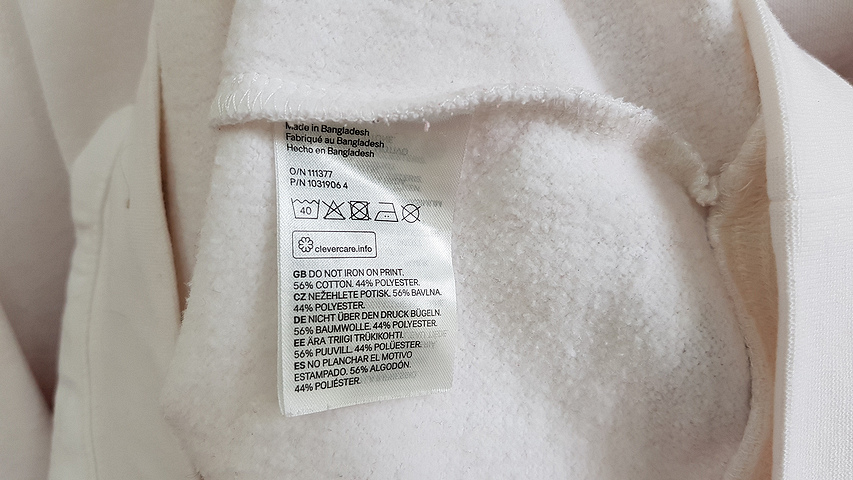 Made in Bangladesh
Fabriqué au Bangladesh
Hecho en Bangladesh
O/N 111377
P/N 1031906 4
40
clevercare.info
GB DO NOT IRON ON PRINT.
56% COTTON. 44% POLYESTER.
CZ NEŽEHLETE POTISK. 56% BAVLNA.
44% POLYESTER.
DE NICHT ÜBER DEN DRUCK BÜGELN.
56% BAUMWOLLE. 44% POLYESTER.
EE ÄRA TRIIGI TRÜKIKOHTI.
56% PUUVILL. 44% POLÜESTER.
ES NO PLANCHAR EL MOTIVO
ESTAMPADO. 56% ALGODÓN.
44% POLIÉSTER.